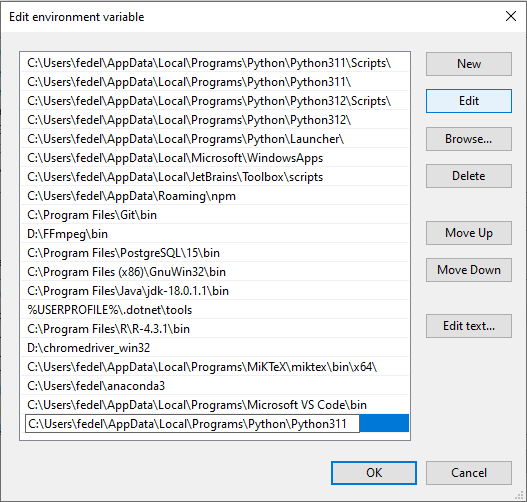 Edit environment variable
C:\Users\fedel\AppData\Local\Programs\Python\Python311\Scripts\
C:\Users\fedel\AppData\Local\Programs\Python\Python311\
C:\Users\fedel\AppData\Local\Programs\Python\Python312\Scripts\
C:\Users\fedel\AppData\Local\Programs\Python\Python312\
C:\Users\fedel\AppData\Local\Programs\Python\Launcher\
C:\Users\fedel\AppData\Local\Microsoft\WindowsApps
C:\Users\fedel\AppData\Local\JetBrains\Toolbox\scripts
C:\Users\fedel\AppData\Roaming\npm
C:\Program Files\Git\bin
D:\FFmpeg\bin
C:\Program Files\PostgreSQL\15\bin
C:\Program Files (x86)\GnuWin32\bin
C:\Program Files\Java\jdk-18.0.1.1\bin
%USERPROFILE%\.dotnet\tools
C:\Program Files\R\R-4.3.1\bin
D:\chromedriver_win32
C:\Users\fedel\AppData\Local\Programs\MiKTeX\miktex\bin\x64\
C:\Users\fedel\anaconda3
C:\Users\fedel\AppData\Local\Programs\Microsoft VS Code\bin
C:\Users\fedel\AppData\Local\Programs\Python\Python311
New
Edit
Browse...
Delete
Move Up
Move Down
Edit text...
OK
Cancel